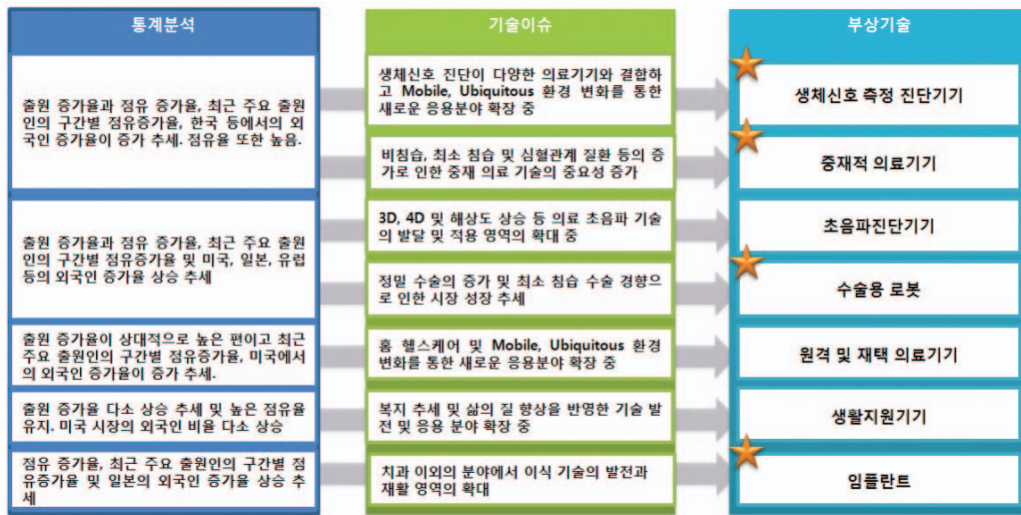 통계분석
출원 증가율과 점유 증가율, 최근 주요 출원
인의 구간별 점유증가율, 한국 등에서의 외
국인 증가율이 증가 추세. 점유율 또한 높음.
출원 증가율과 점유 증가율, 최근 주요 출원
인의 구간별 점유증가율 및 미국, 일본, 유럽
등의 외국인 증가율 상승 추세
출원 증가율이 상대적으로 높은 편이고 최근
주요 출원인의 구간별 점유증가율, 미국에서
의 외국인 증가율이 증가 추세.
출원 증가율 다소 상승 추세 및 높은 점유율
유지. 미국 시장의 외국인 비율 다소 상승
점유 증가율, 최근 주요 출원인의 구간별 점
유증가율 및 일본의 외국인 증가율 상승 추
세
기술이슈
생체신호 진단이 다양한 의료기기와 결합하
고 Mobile, Ubiquitous 환경 변화를 통한
새로운 응용분야 확장 중
비침습, 최소 침습 및 심혈관계 질환 등의 증
가로 인한 중재 의료 기술의 중요성 증가
3D, 4D 및 해상도 상승 등 의료 초음파 기술
의 발달 및 적용 영역의 확대 중
정밀 수술의 증가 및 최소 침습 수술 경향으
로 인한 시장 성장 추세
홈 헬스케어 및 Mobile, Ubiquitous 환경
변화를 통한 새로운 응용분야 확장 중
복지 추세 및 삶의 질 향상을 반영한 기술 발
전 및 응용 분야 확장 중
치과 이외의 분야에서 이식 기술의 발전과
재활 영역의 확대
부상기술
생체신호 측정 진단기기
중재적 의료기기
초음파진단기기
수술용 로봇
원격 및 재택 의료기기
생활지원기기
임플란트